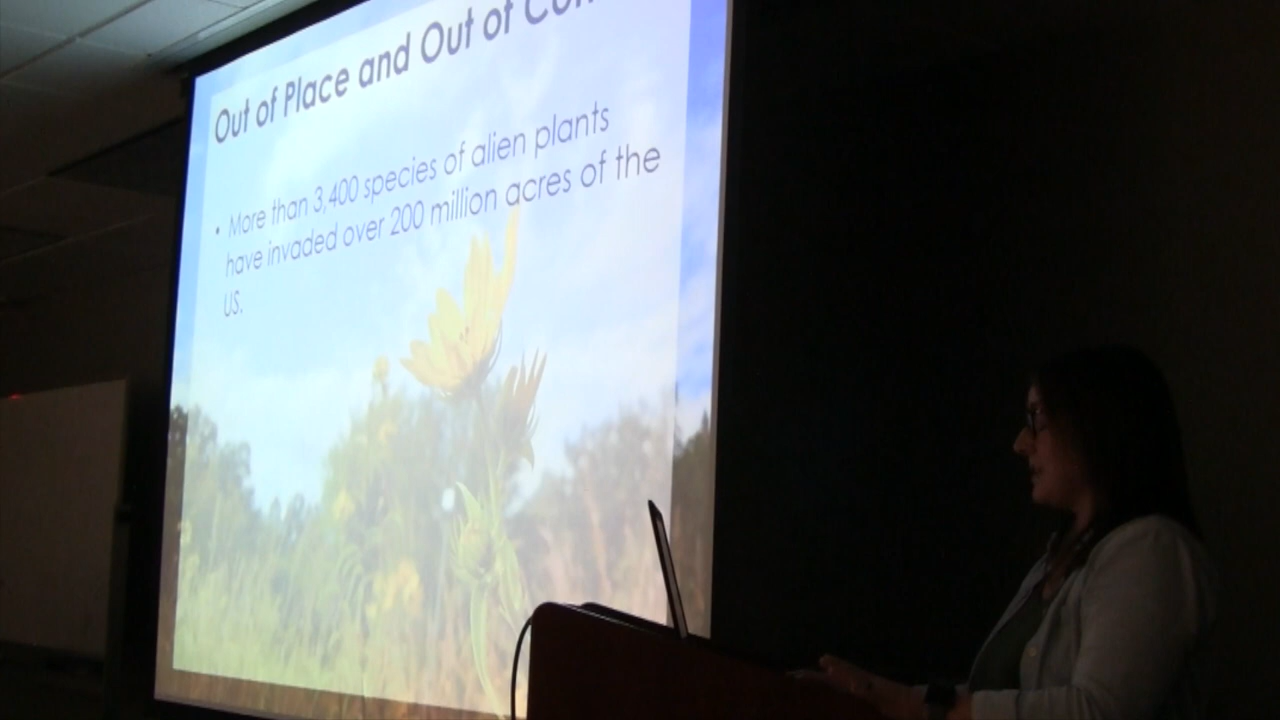 Out of Place and Out of
• More than 3,400 species of alien plants
have invaded over 200 million acres of the
US.